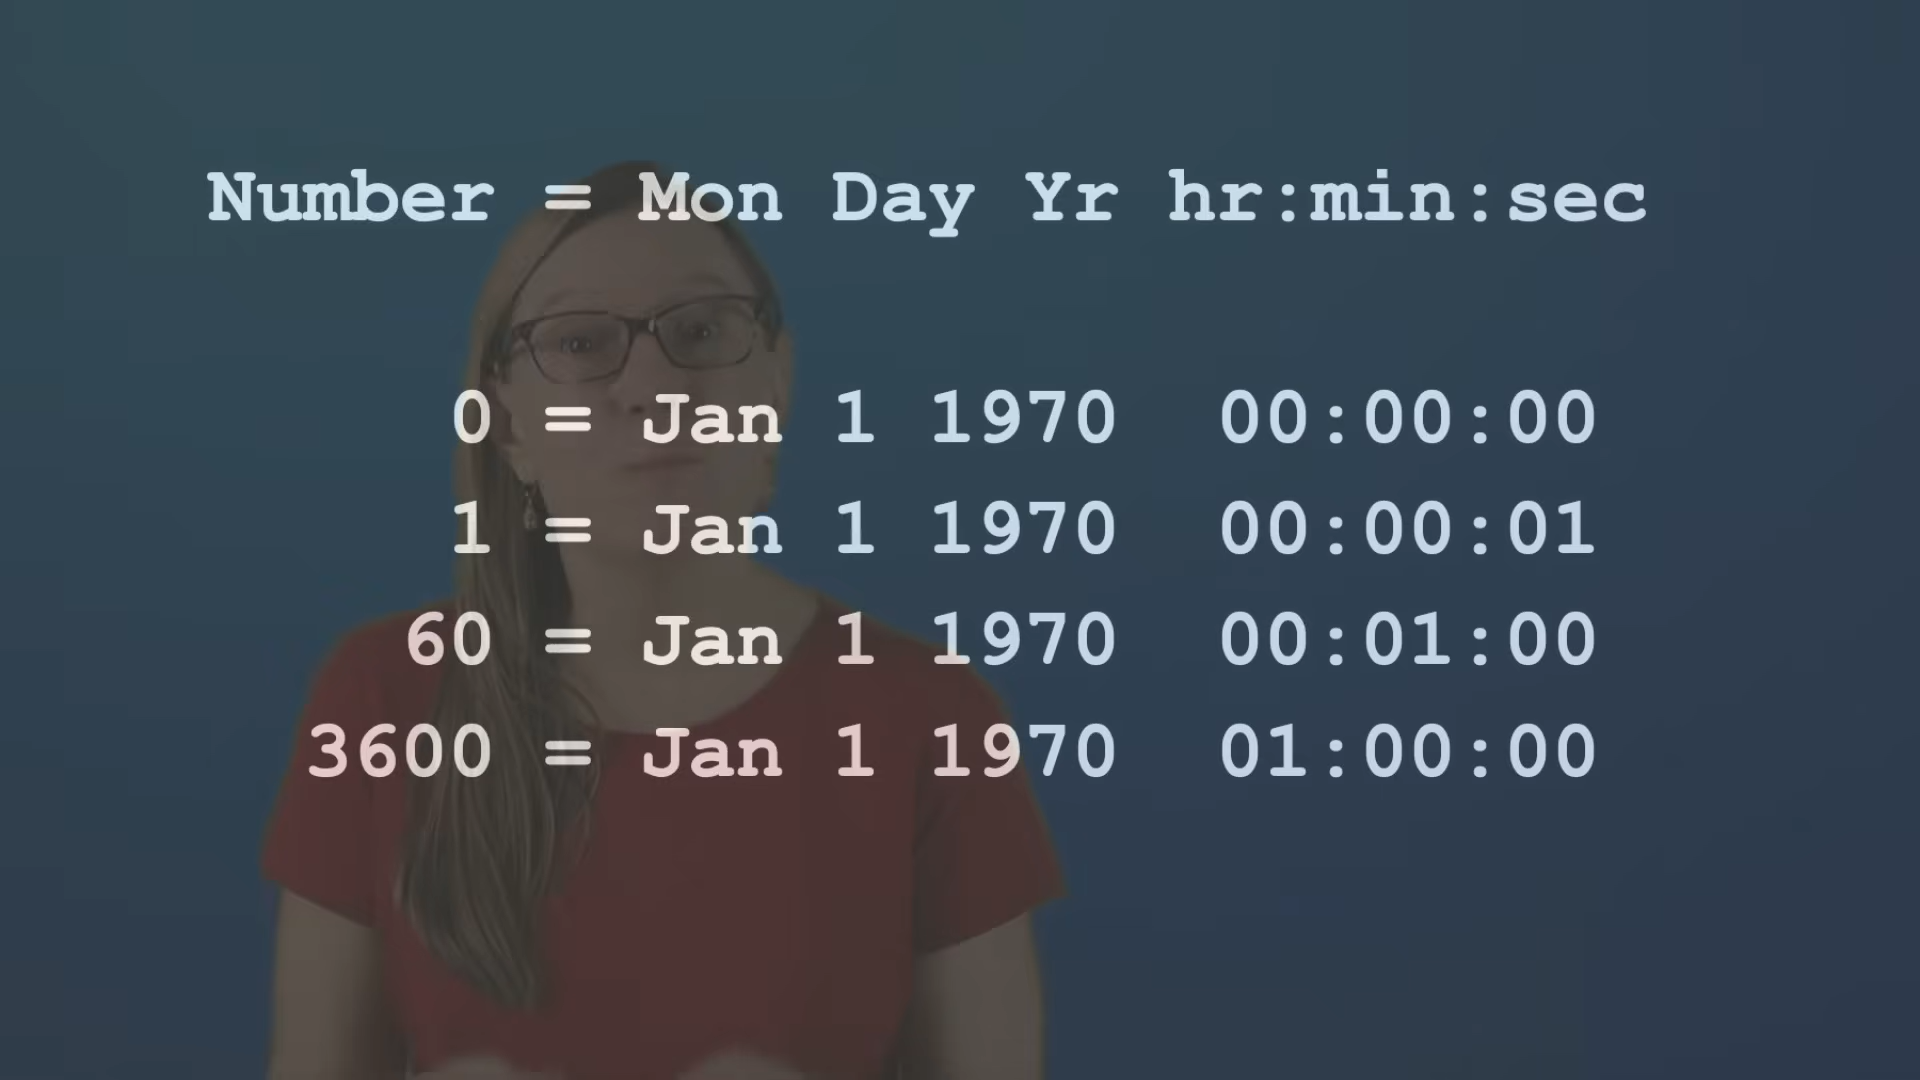 Number = Mon Day Yr hr:min:sec
0 = Jan 1 1970 00:00:00
1 = Jan 1 1970 00:00:01
60 = Jan 1 1970 00:01:00
3600 = Jan 1 1970 01:00:00